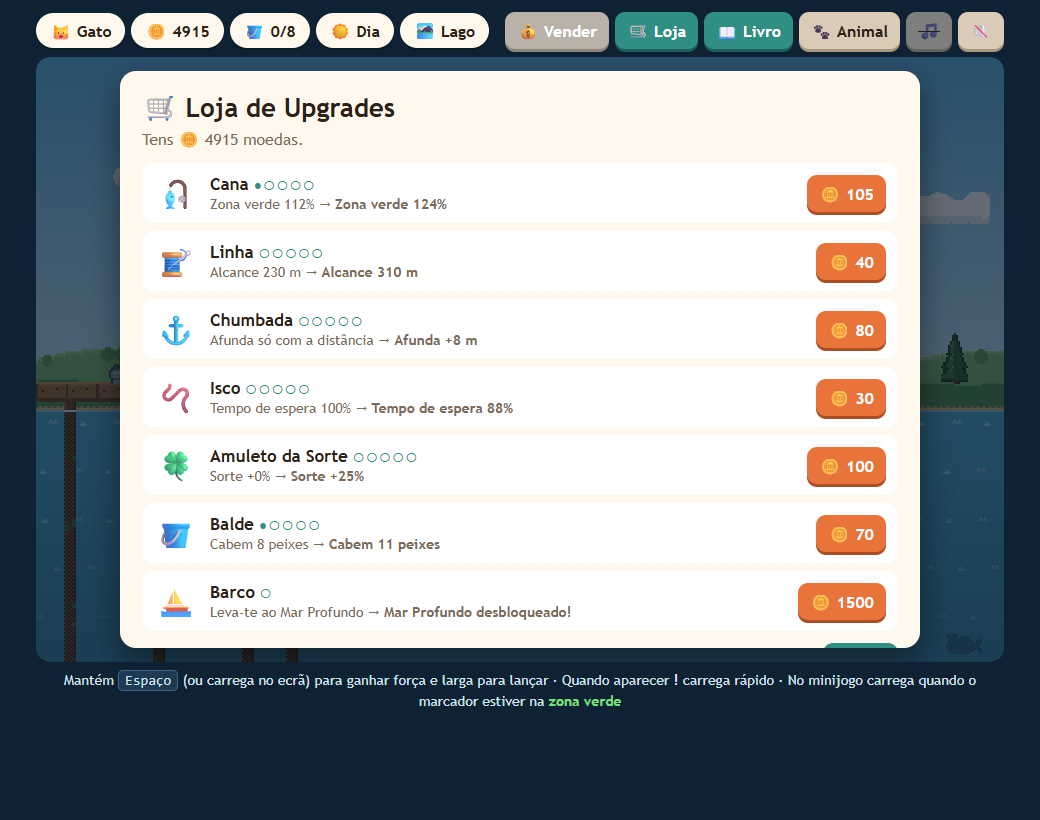 Gato 4915 0/8 Dia Lago Vender Loja Livro Animal
Loja de Upgrades
Tens 4915 moedas.
Cana
Zona verde 112% → Zona verde 124%
105
Linha
Alcance 230 m → Alcance 310 m
40
Chumbada
Afunda só com a distância → Afunda +8 m
80
Isco
Tempo de espera 100% → Tempo de espera 88%
30
Amuleto da Sorte
Sorte +0% → Sorte +25%
100
Balde
Cabem 8 peixes → Cabem 11 peixes
70
Barco
Leva-te ao Mar Profundo → Mar Profundo desbloqueado!
1500
Mantém Espaço (ou carrega no ecrã) para ganhar força e larga para lançar · Quando aparecer ! carrega rápido · No minijogo carrega quando o
marcador estiver na zona verde